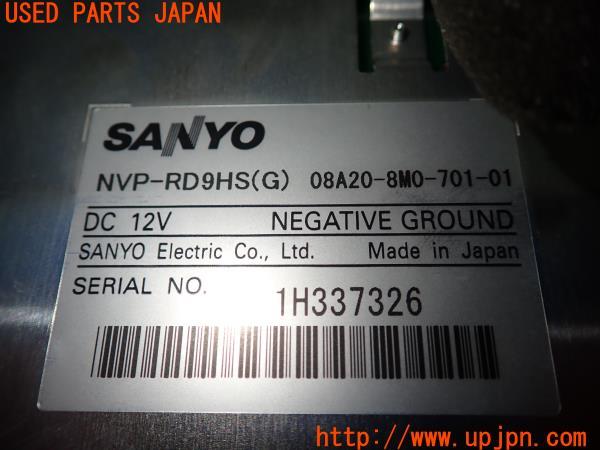 USED PARTS JAPAN
SANYO
NVP-RD9HS(G) 08A20-8M0-701-01
DC 12V NEGATIVE GROUND
SANYO Electric Co., Ltd. Made in Japan
SERIAL NO. 1H337326
http://www.upjpn.com